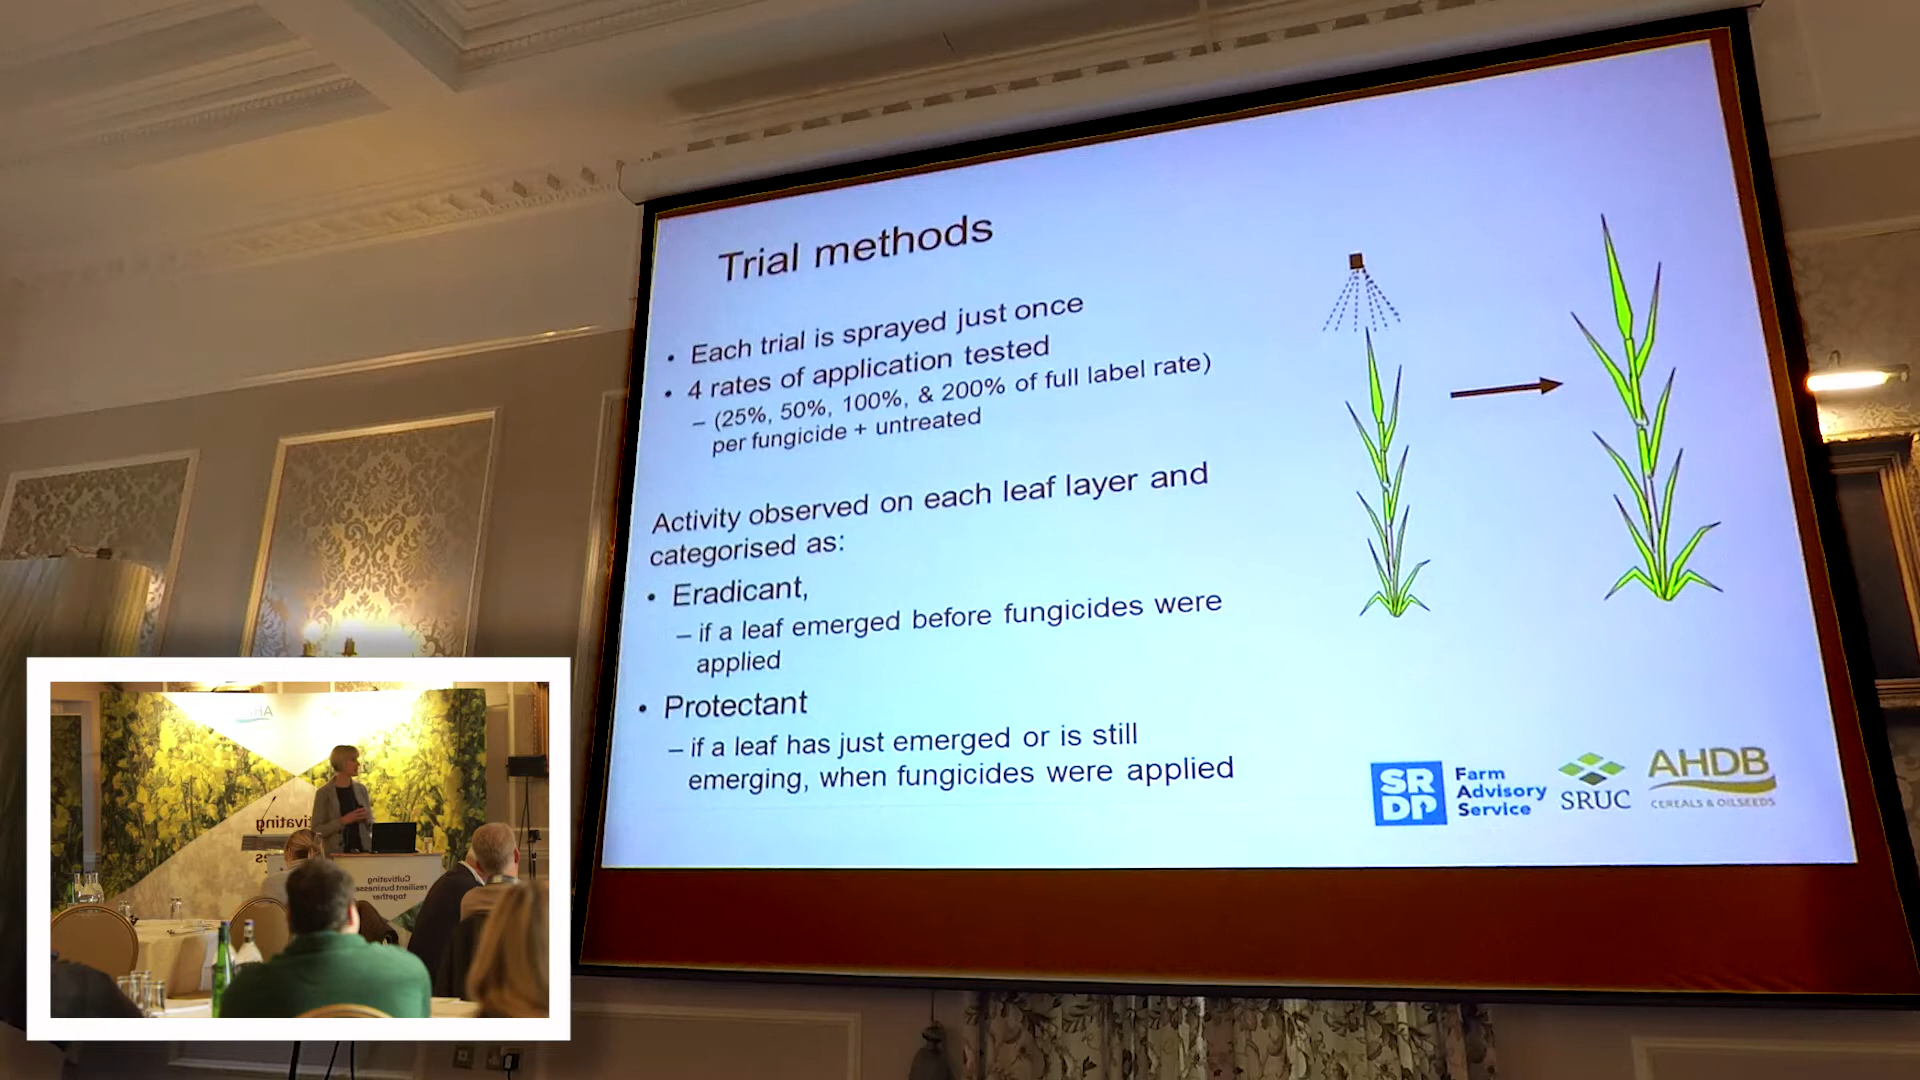 Trial methods
• Each trial is sprayed just once
• 4 rates of application tested
– (25%, 50%, 100%, & 200% of full label rate)
per fungicide + untreated
Activity observed on each leaf layer and
categorised as:
• Eradicant,
– if a leaf emerged before fungicides were
applied
• Protectant
– if a leaf has just emerged or is still
emerging, when fungicides were applied
SR
DP
Farm
Advisory
Service
SRUC
AHDB
CEREALS & OILSEEDS
Cultivating
resilient businesses
together